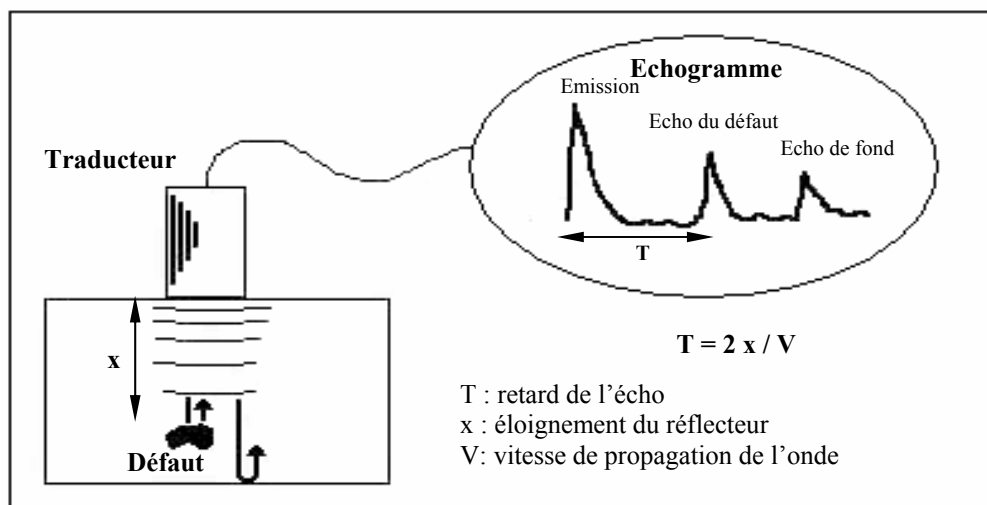 Echogramme
Emission
Echo du défaut
Echo de fond
Traducteur
T
x
T = 2 x / V
T : retard de l’écho
x : éloignement du réflecteur
V: vitesse de propagation de l’onde
Défaut